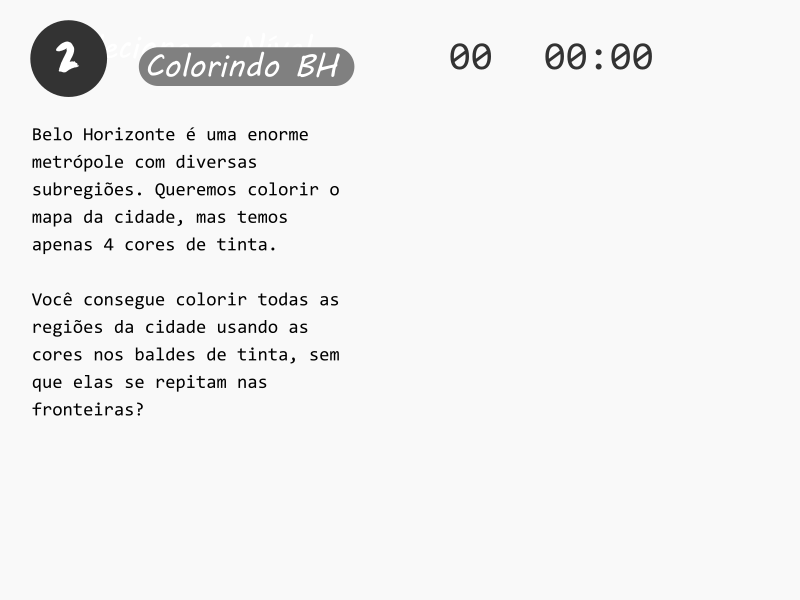 2
Colorindo BH
00 00:00
Belo Horizonte é uma enorme
metrópole com diversas
subregiões. Queremos colorir o
mapa da cidade, mas temos
apenas 4 cores de tinta.
Você consegue colorir todas as
regiões da cidade usando as
cores nos baldes de tinta, sem
que elas se repitam nas
fronteiras?